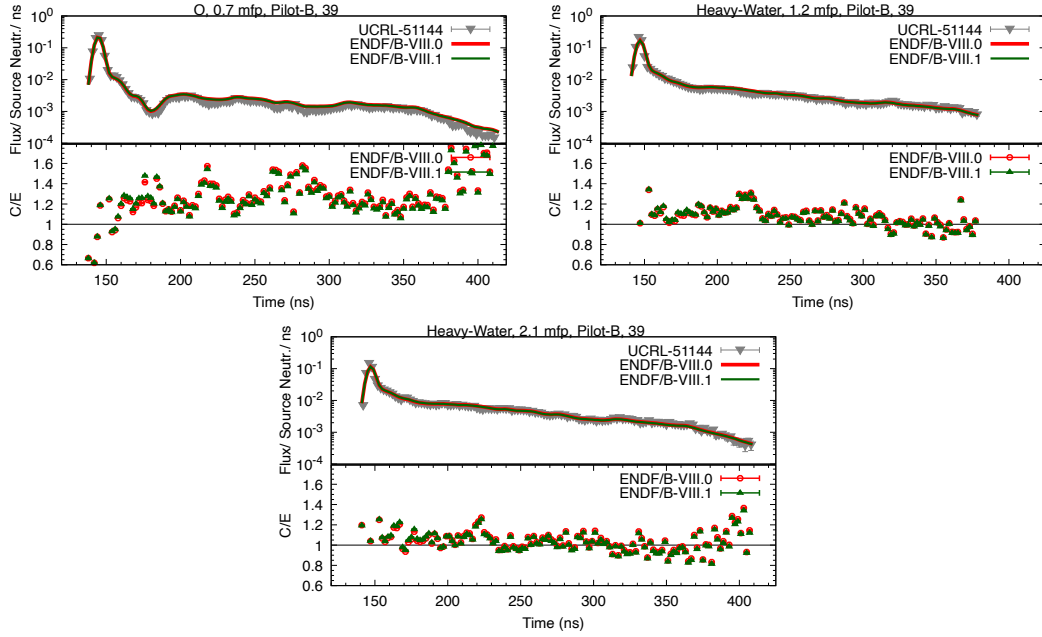 O, 0.7 mfp, Pilot-B, 39
Flux/ Source Neutr./ ns
10^0
10^-1
10^-2
10^-3
10^-4
UCRL-51144
ENDF/B-VIII.0
ENDF/B-VIII.1
C/E
1.6
1.4
1.2
1
0.8
0.6
ENDF/B-VIII.0
ENDF/B-VIII.1
150 200 250 300 350 400
Time (ns)
Heavy-Water, 1.2 mfp, Pilot-B, 39
Flux/ Source Neutr./ ns
10^0
10^-1
10^-2
10^-3
10^-4
UCRL-51144
ENDF/B-VIII.0
ENDF/B-VIII.1
C/E
1.6
1.4
1.2
1
0.8
0.6
ENDF/B-VIII.0
ENDF/B-VIII.1
100 150 200 250 300 350 400
Time (ns)
Heavy-Water, 2.1 mfp, Pilot-B, 39
Flux/ Source Neutr./ ns
10^0
10^-1
10^-2
10^-3
10^-4
UCRL-51144
ENDF/B-VIII.0
ENDF/B-VIII.1
C/E
1.6
1.4
1.2
1
0.8
0.6
ENDF/B-VIII.0
ENDF/B-VIII.1
150 200 250 300 350 400
Time (ns)